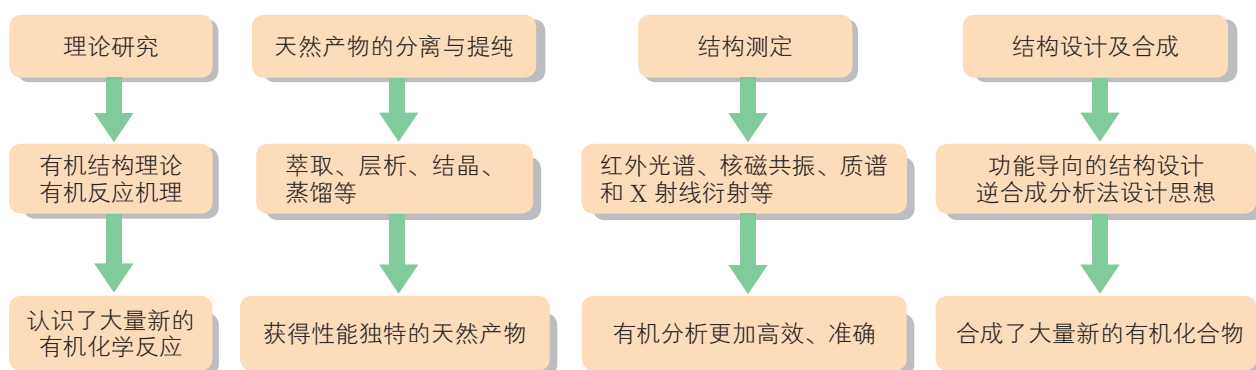 理论研究
天然产物的分离与提纯
结构测定
结构设计及合成
有机结构理论
有机反应机理
萃取、层析、结晶、
蒸馏等
红外光谱、核磁共振、质谱
和 X 射线衍射等
功能导向的结构设计
逆合成分析法设计思想
认识了大量新的
有机化学反应
获得性能独特的天然产物
有机分析更加高效、准确
合成了大量新的有机化合物